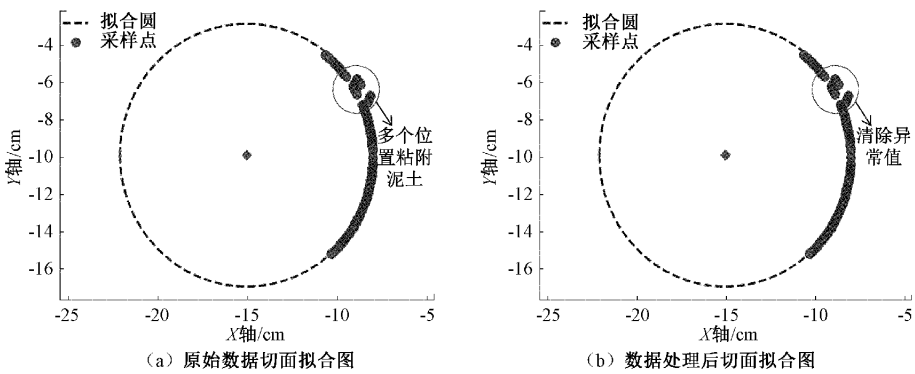 拟合圆
采样点
-4
-6
-8
-10
-12
-14
-16
Y轴/cm
多个位
置粘附
泥土
-25
-20
-15
-10
-5
X轴/cm
(a) 原始数据切面拟合图
拟合圆
采样点
-4
-6
-8
-10
-12
-14
-16
Y轴/cm
清除异
常值
-25
-20
-15
-10
-5
X轴/cm
(b) 数据处理后切面拟合图